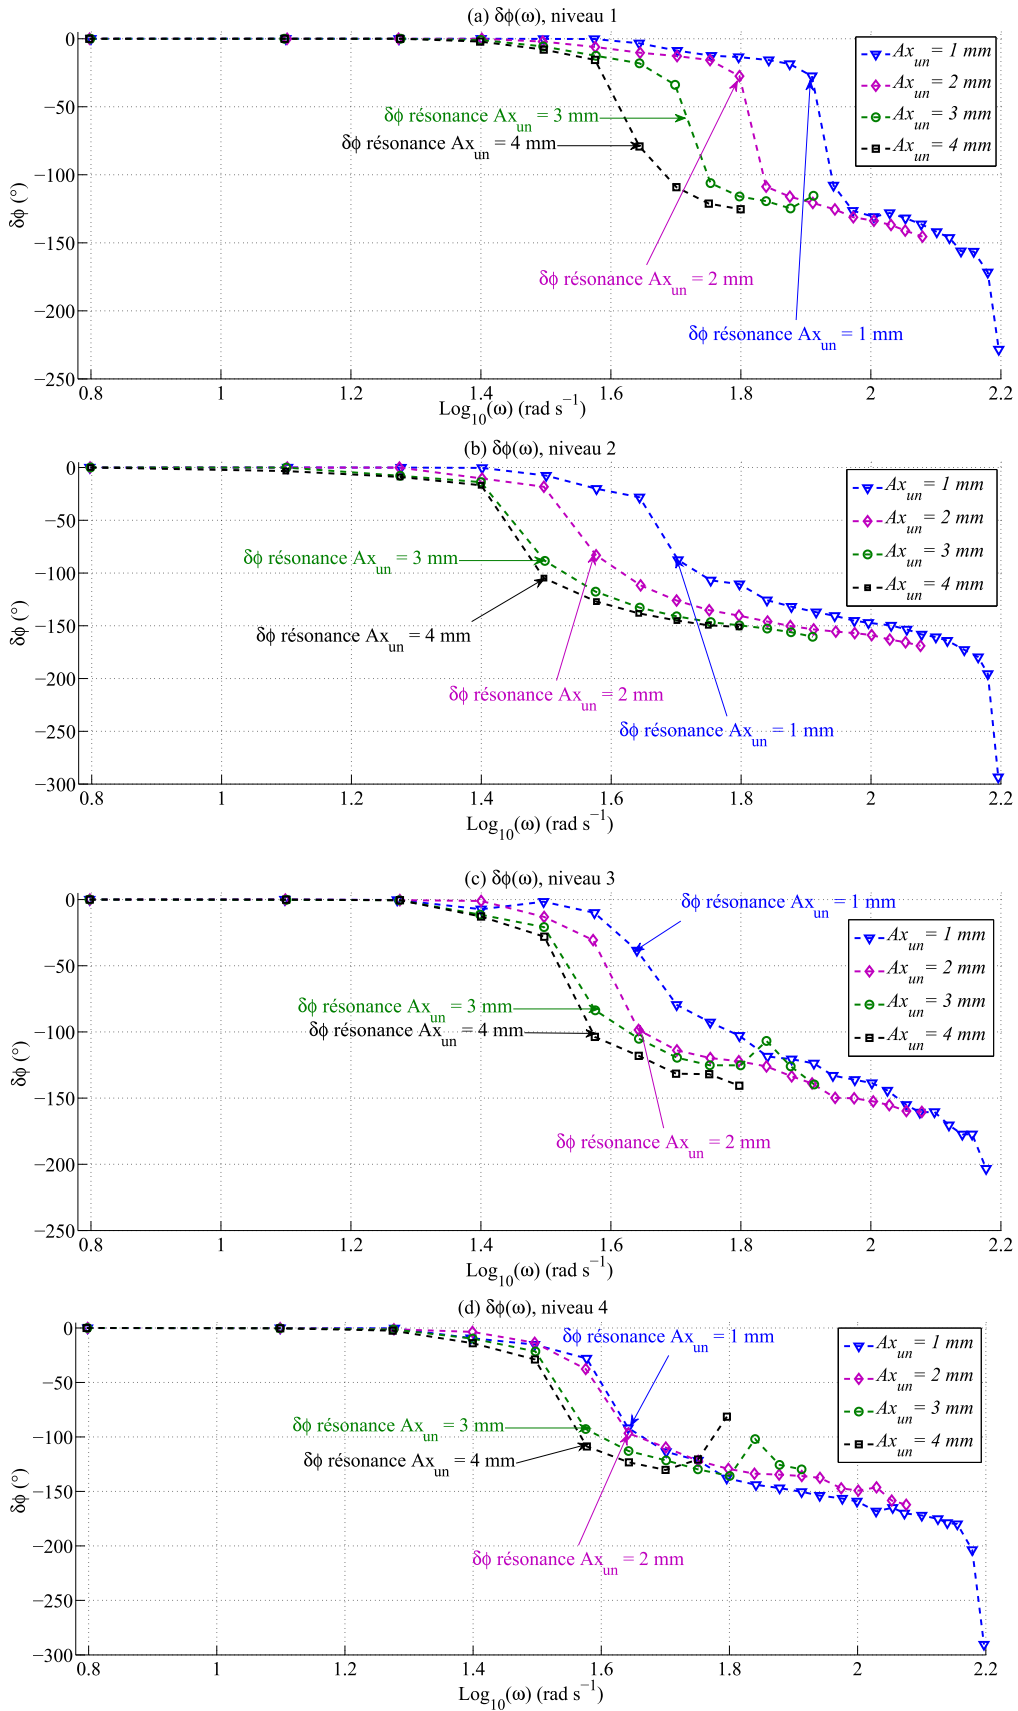 (a) δϕ(ω), niveau 1
δϕ (°)
0
−50
−100
−150
−200
−250
Ax_un = 1 mm
Ax_un = 2 mm
Ax_un = 3 mm
Ax_un = 4 mm
δϕ résonance Ax_un = 3 mm
δϕ résonance Ax_un = 4 mm
δϕ résonance Ax_un = 2 mm
δϕ résonance Ax_un = 1 mm
0.8 1 1.2 1.4 1.6 1.8 2 2.2
Log_10(ω) (rad s^−1)
(b) δϕ(ω), niveau 2
δϕ (°)
0
−50
−100
−150
−200
−250
−300
Ax_un = 1 mm
Ax_un = 2 mm
Ax_un = 3 mm
Ax_un = 4 mm
δϕ résonance Ax_un = 3 mm
δϕ résonance Ax_un = 4 mm
δϕ résonance Ax_un = 2 mm
δϕ résonance Ax_un = 1 mm
0.8 1 1.2 1.4 1.6 1.8 2 2.2
Log_10(ω) (rad s^−1)
(c) δϕ(ω), niveau 3
δϕ (°)
0
−50
−100
−150
−200
−250
δϕ résonance Ax_un = 1 mm
Ax_un = 1 mm
Ax_un = 2 mm
Ax_un = 3 mm
Ax_un = 4 mm
δϕ résonance Ax_un = 3 mm
δϕ résonance Ax_un = 4 mm
δϕ résonance Ax_un = 2 mm
0.8 1 1.2 1.4 1.6 1.8 2 2.2
Log_10(ω) (rad s^−1)
(d) δϕ(ω), niveau 4
δϕ (°)
0
−50
−100
−150
−200
−250
−300
δϕ résonance Ax_un = 1 mm
Ax_un = 1 mm
Ax_un = 2 mm
Ax_un = 3 mm
Ax_un = 4 mm
δϕ résonance Ax_un = 3 mm
δϕ résonance Ax_un = 4 mm
δϕ résonance Ax_un = 2 mm
0.8 1 1.2 1.4 1.6 1.8 2 2.2
Log_10(ω) (rad s^−1)